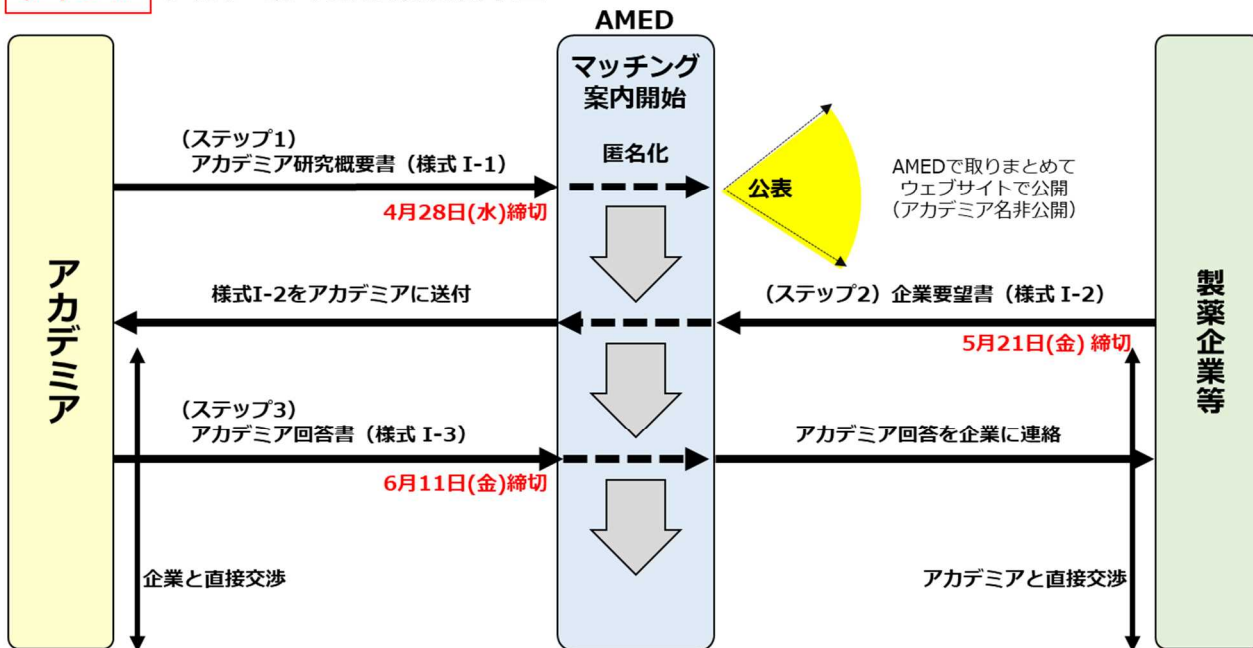 AMED
マッチング
案内開始
(ステップ1)
アカデミア研究概要書（様式 I-1）
匿名化
4月28日(水)締切
公表
AMEDで取りまとめて
ウェブサイトで公開
（アカデミア名非公開）
アカデミア
様式I-2をアカデミアに送付
（ステップ2）企業要望書（様式 I-2）
5月21日(金) 締切
製薬企業等
(ステップ3)
アカデミア回答書（様式 I-3）
6月11日(金)締切
アカデミア回答を企業に連絡
企業と直接交渉
アカデミアと直接交渉